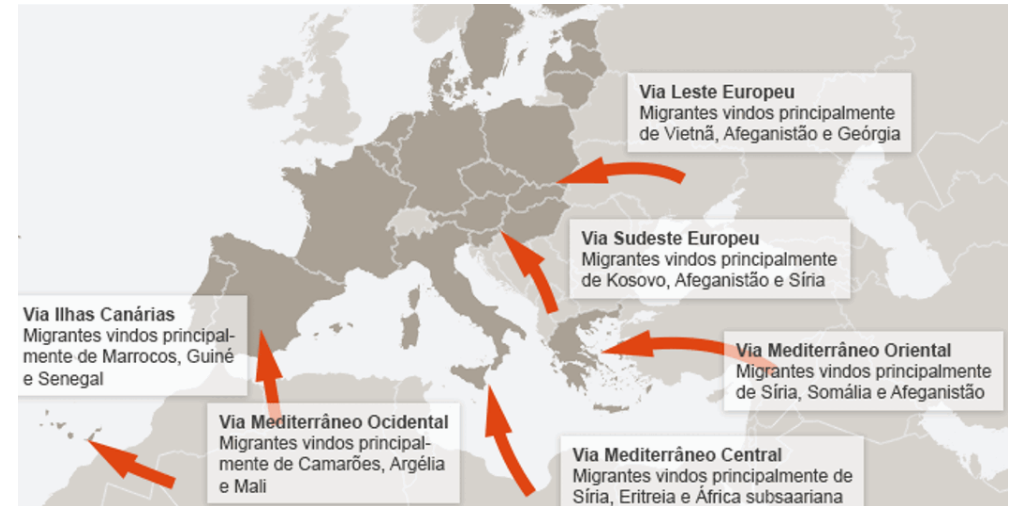 Via Leste Europeu
Migrantes vindos principalmente
de Vietnã, Afeganistão e Geórgia
Via Sudeste Europeu
Migrantes vindos principalmente
de Kosovo, Afeganistão e Síria
Via Ilhas Canárias
Migrantes vindos principal-
mente de Marrocos, Guiné
e Senegal
Via Mediterrâneo Oriental
Migrantes vindos principalmente
de Síria, Somália e Afeganistão
Via Mediterrâneo Ocidental
Migrantes vindos principal-
mente de Camarões, Argélia
e Mali
Via Mediterrâneo Central
Migrantes vindos principalmente de
Síria, Eritreia e África subsaariana